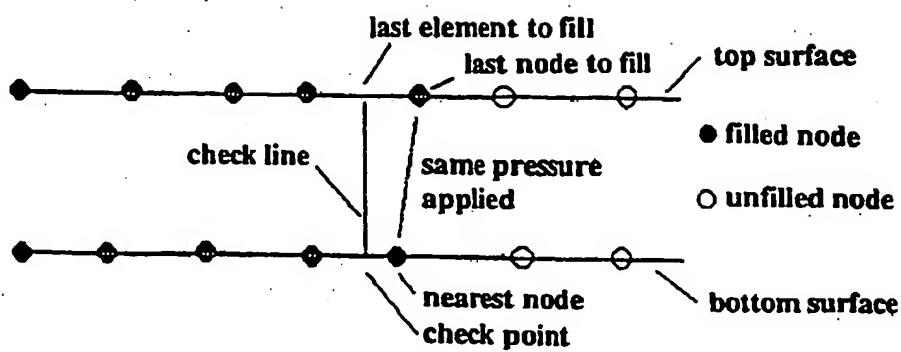 last element to fill
last node to fill
top surface
filled node
check line
same pressure
applied
unfilled node
nearest node
check point
bottom surface